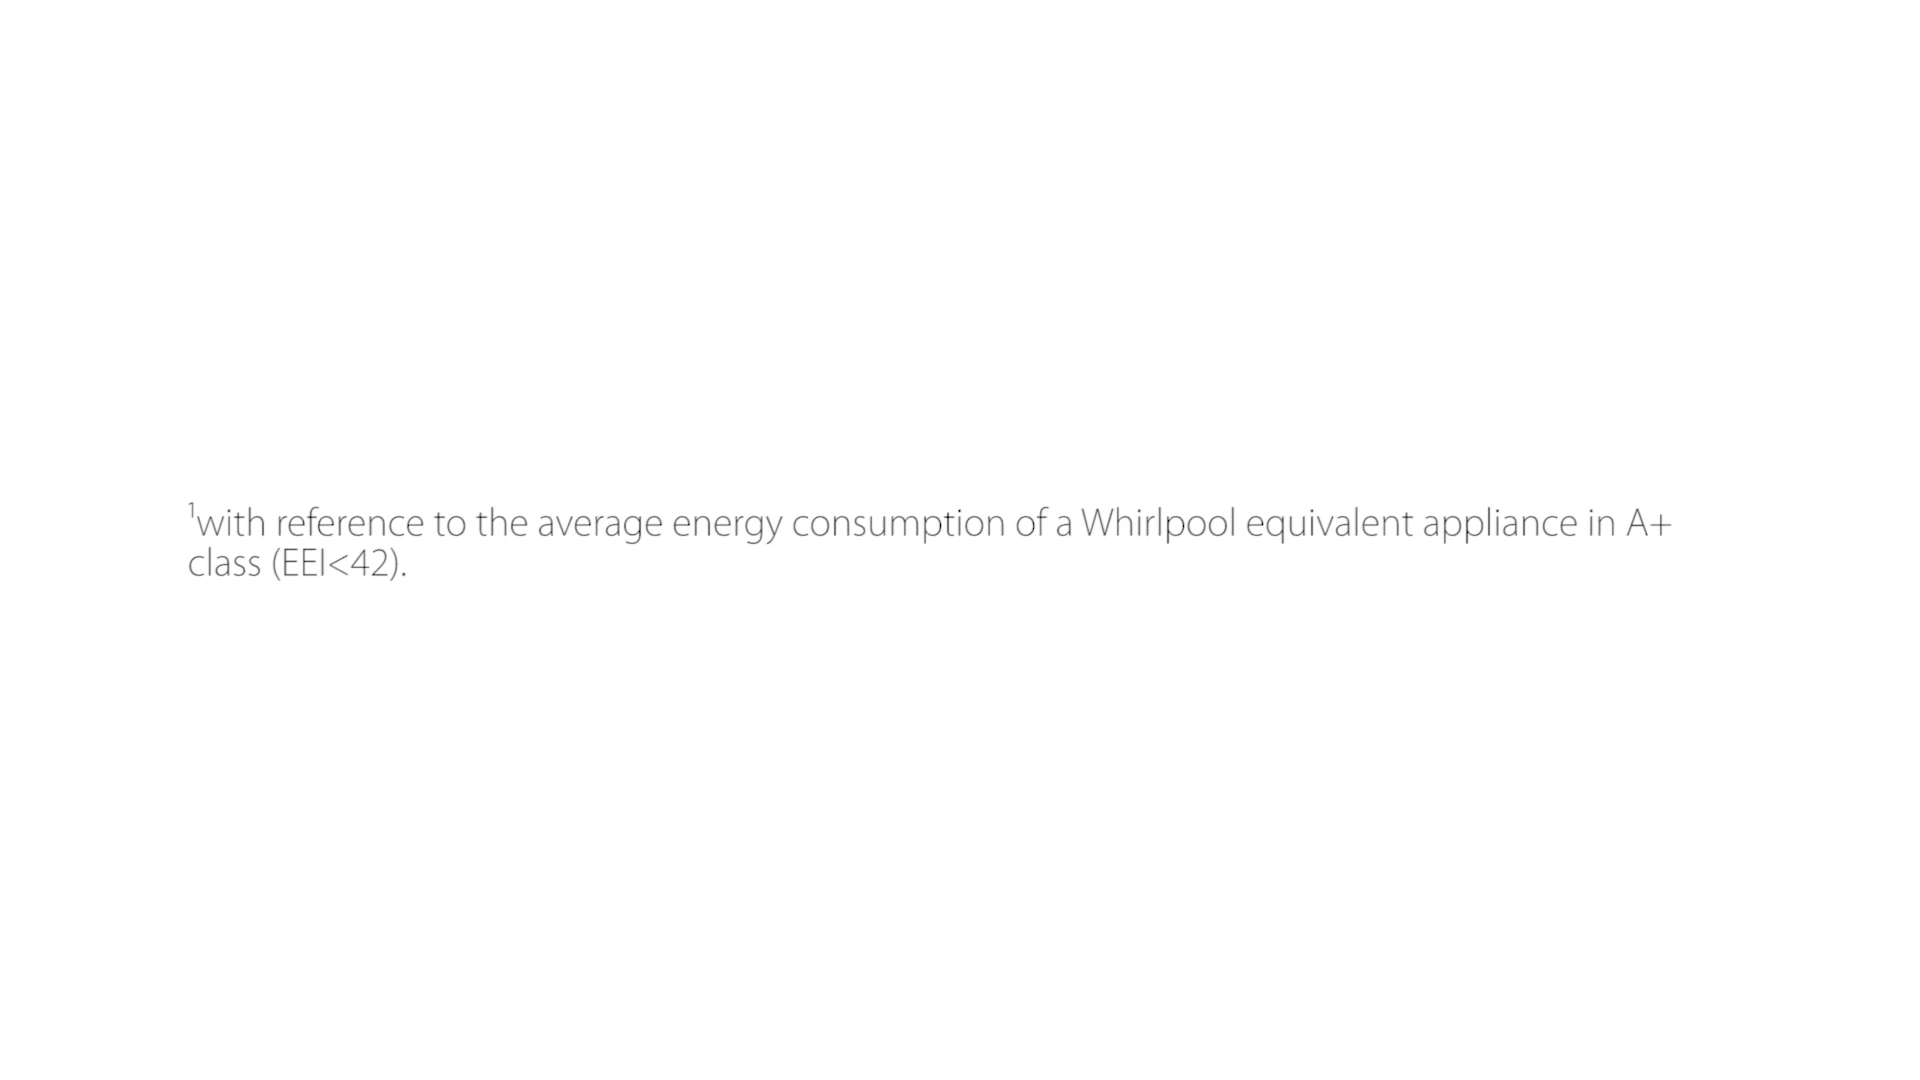 ¹with reference to the average energy consumption of a Whirlpool equivalent appliance in A+
class (EEI<42).